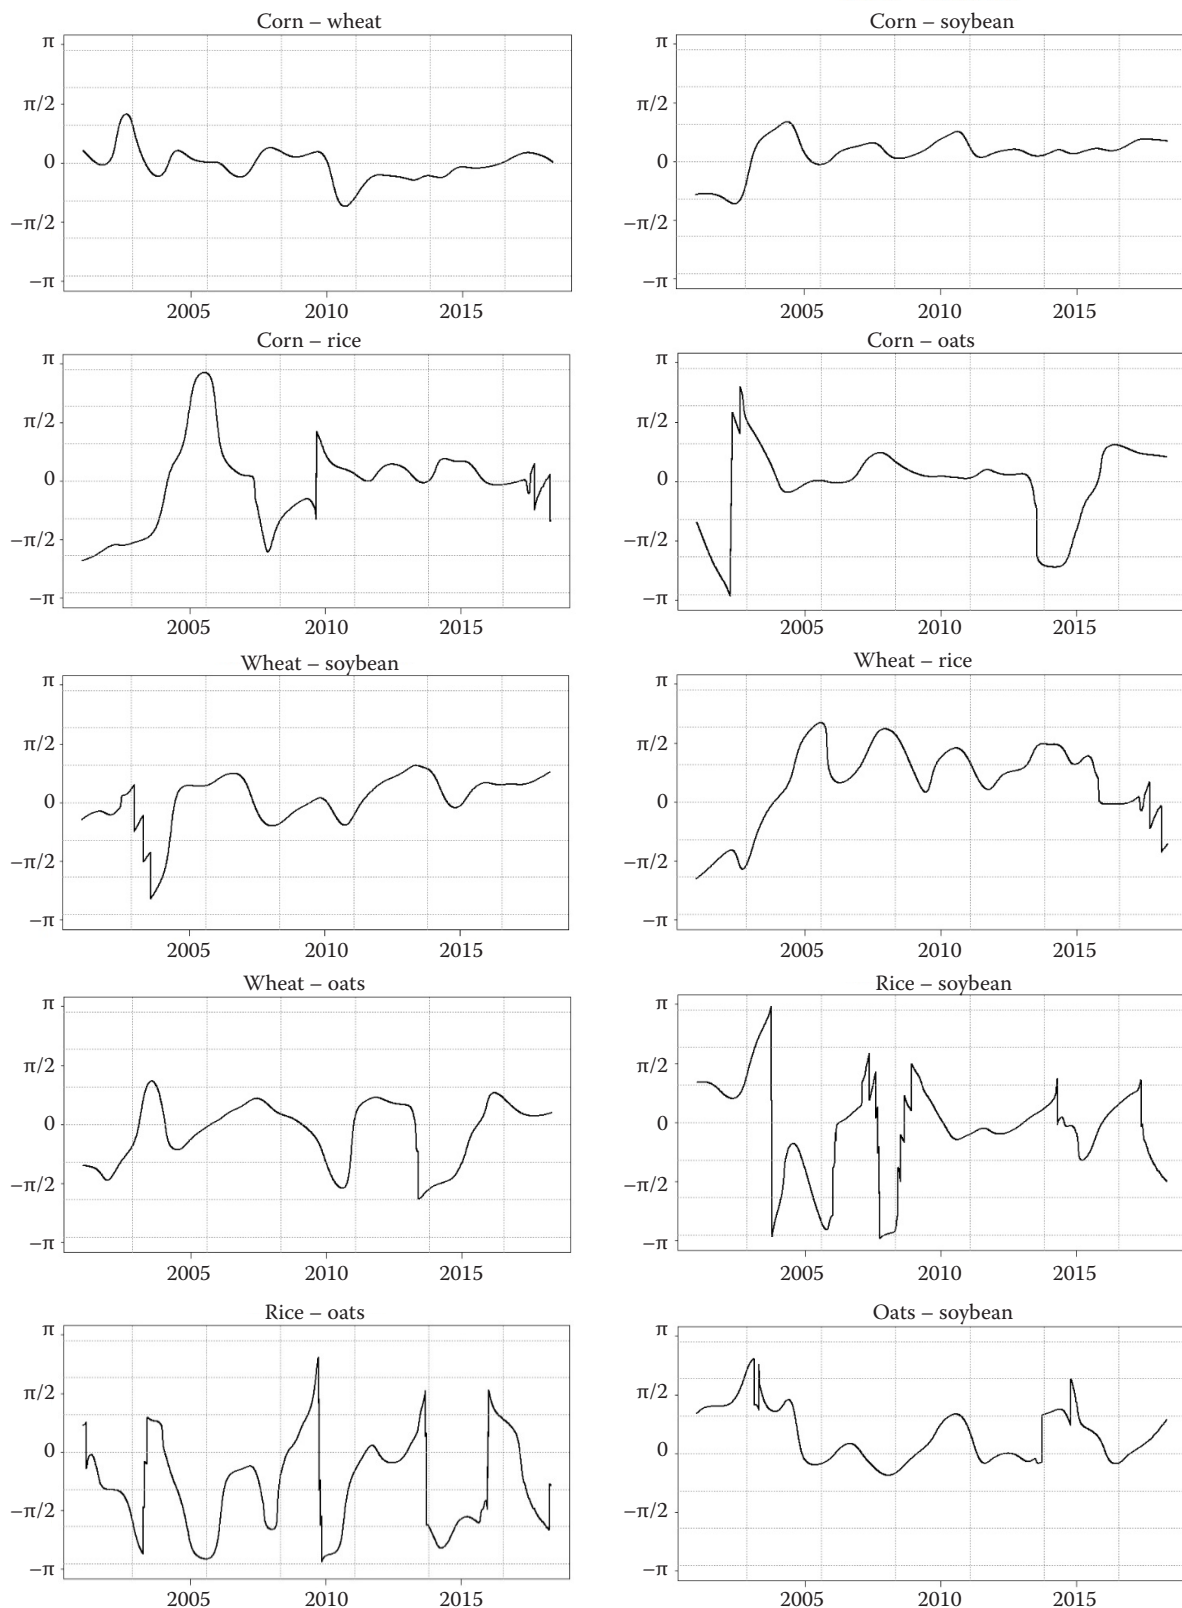 Corn – wheat
π
π/2
0
−π/2
−π
2005 2010 2015
Corn – soybean
π
π/2
0
−π/2
−π
2005 2010 2015
Corn – rice
π
π/2
0
−π/2
−π
2005 2010 2015
Corn – oats
π
π/2
0
−π/2
−π
2005 2010 2015
Wheat – soybean
π
π/2
0
−π/2
−π
2005 2010 2015
Wheat – rice
π
π/2
0
−π/2
−π
2005 2010 2015
Wheat – oats
π
π/2
0
−π/2
−π
2005 2010 2015
Rice – soybean
π
π/2
0
−π/2
−π
2005 2010 2015
Rice – oats
π
π/2
0
−π/2
−π
2005 2010 2015
Oats – soybean
π
π/2
0
−π/2
−π
2005 2010 2015